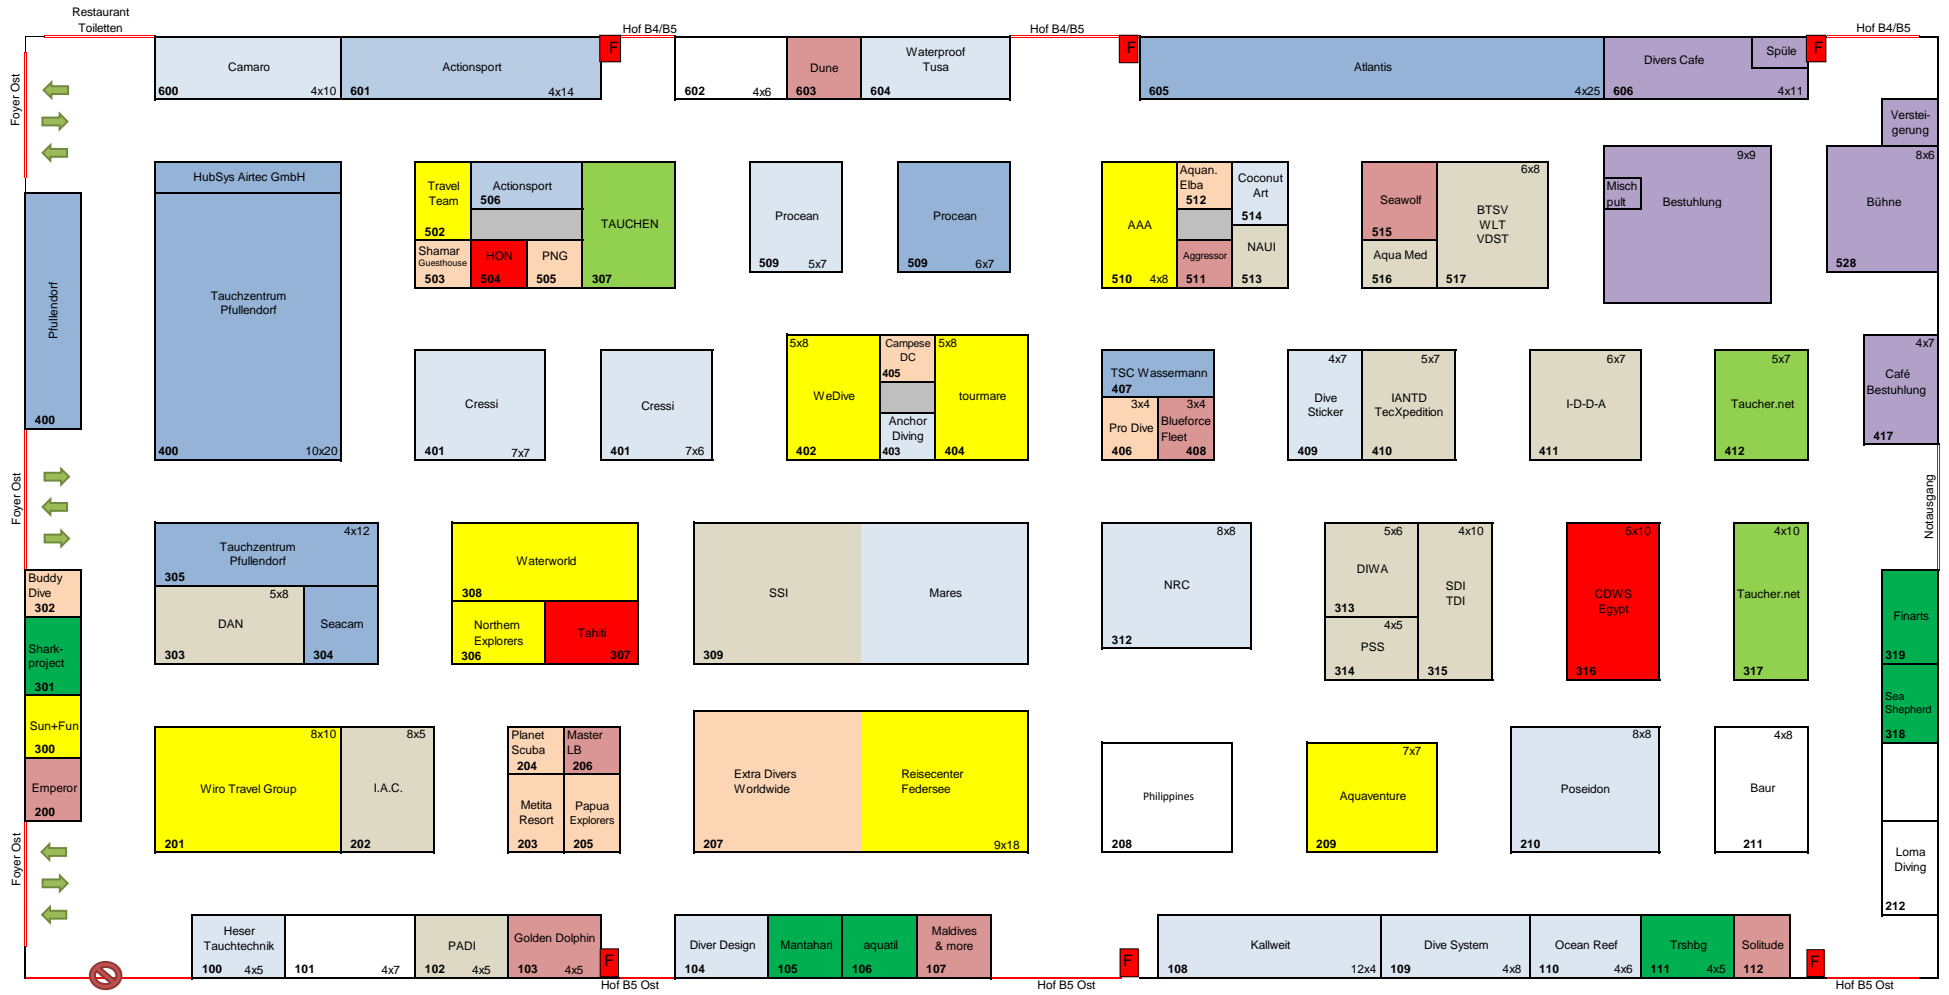 Restaurant
Toiletten
Hof B4/B5
Hof B4/B5
Hof B4/B5
Foyer Ost
Camaro
600
4x10
Actionsport
601
4x14
F
602
4x6
Dune
603
Waterproof
Tusa
604
F
Atlantis
605
4x25
Divers Cafe
Spüle
606
4x11
F
Verstei-
gerung
HubSys Airtec GmbH
Tauchzentrum
Pfullendorf
400
10x20
Pfullendorf
400
Travel
Team
502
Actionsport
506
TAUCHEN
307
Shamar
Guesthouse
503
HON
504
PNG
505
Procean
509
5x7
Procean
509
6x7
AAA
510
4x8
Aquan.
Elba
512
Coconut
Art
514
Aggressor
511
NAUI
513
Seawolf
515
Aqua Med
516
6x8
BTSV
WLT
VDST
517
9x9
Misch
pult
Bestuhlung
8x6
Bühne
528
Cressi
401
7x7
Cressi
401
7x6
5x8
WeDive
402
Campese
DC
405
Anchor
Diving
403
5x8
tourmare
404
TSC Wassermann
407
3x4
Pro Dive
406
3x4
Blueforce
Fleet
408
4x7
Dive
Sticker
409
5x7
IANTD
TecXpedition
410
6x7
I-D-D-A
411
5x7
Taucher.net
412
4x7
Café
Bestuhlung
417
Foyer Ost
Notausgang
4x12
Tauchzentrum
Pfullendorf
305
5x8
DAN
303
Seacam
304
Waterworld
308
Northern
Explorers
306
Tahiti
307
SSI
309
Mares
8x8
NRC
312
5x6
DIWA
313
4x5
PSS
314
4x10
SDI
TDI
315
5x10
CDWS
Egypt
316
4x10
Taucher.net
317
Finarts
319
Sea
Shepherd
318
Buddy
Dive
302
Shark-
project
301
Sun+Fun
300
Emperor
200
8x10
Wiro Travel Group
201
8x5
I.A.C.
202
Planet
Scuba
204
Master
LB
206
Metita
Resort
203
Papua
Explorers
205
Extra Divers
Worldwide
207
Reisecenter
Federsee
9x18
Philippines
208
7x7
Aquaventure
209
8x8
Poseidon
210
4x8
Baur
211
Loma
Diving
212
Foyer Ost
Heser
Tauchtechnik
100
4x5
101
4x7
PADI
102
4x5
Golden Dolphin
103
4x5
F
Diver Design
104
Mantahari
105
aquatil
106
Maldives
& more
107
F
Kallweit
108
12x4
Dive System
109
4x8
Ocean Reef
110
4x6
Trshbg
111
4x5
Solitude
112
F
Hof B5 Ost
Hof B5 Ost
Hof B5 Ost